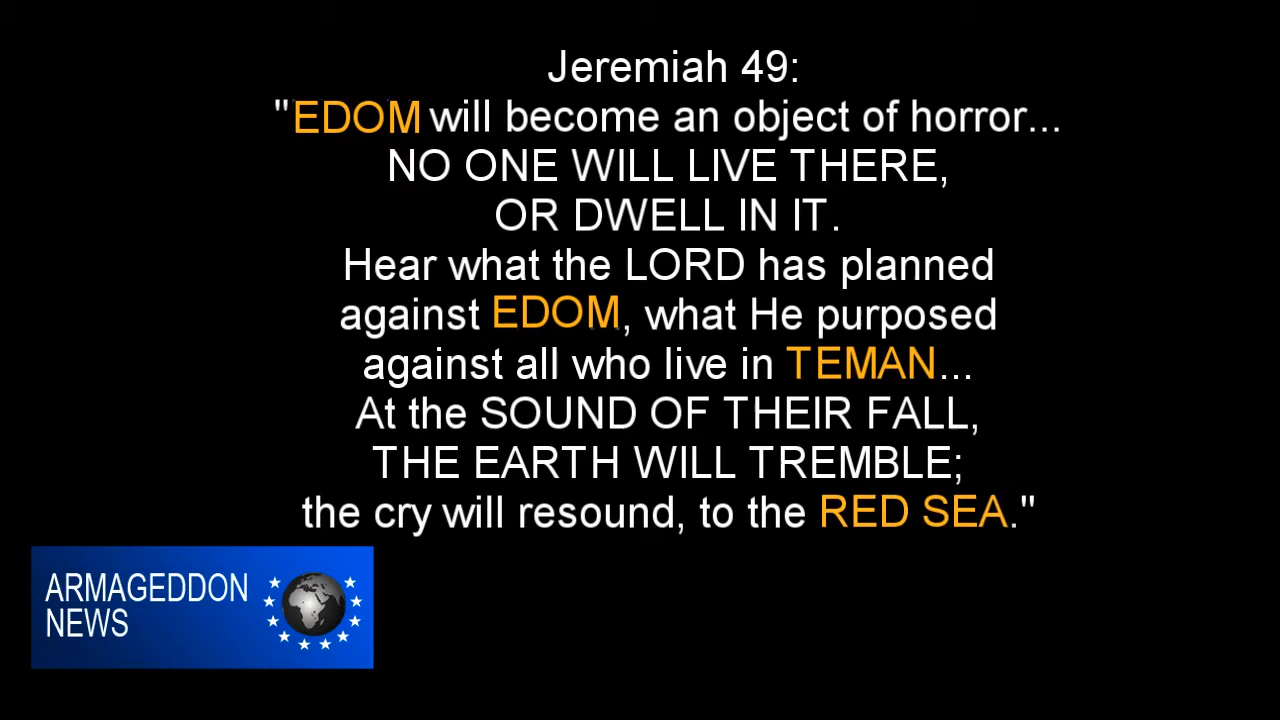 Jeremiah 49:
"EDOM will become an object of horror...
NO ONE WILL LIVE THERE,
OR DWELL IN IT.
Hear what the LORD has planned
against EDOM, what He purposed
against all who live in TEMAN...
At the SOUND OF THEIR FALL,
THE EARTH WILL TREMBLE;
the cry will resound, to the RED SEA."
ARMAGEDDON
NEWS